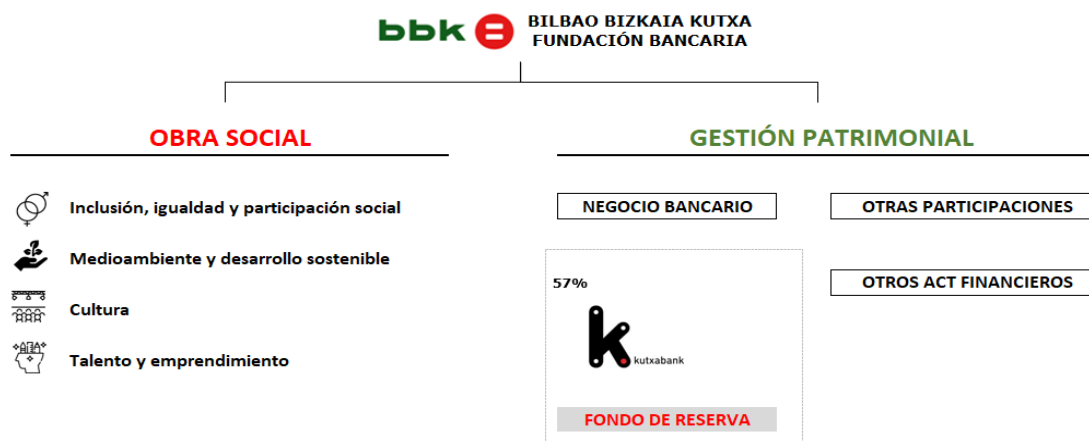 bbk BILBAO BIZKAIA KUTXA
FUNDACIÓN BANCARIA
OBRA SOCIAL
Inclusión, igualdad y participación social
Medioambiente y desarrollo sostenible
Cultura
Talento y emprendimiento
GESTIÓN PATRIMONIAL
NEGOCIO BANCARIO
57%
k
kutxabank
FONDO DE RESERVA
OTRAS PARTICIPACIONES
OTROS ACT FINANCIEROS